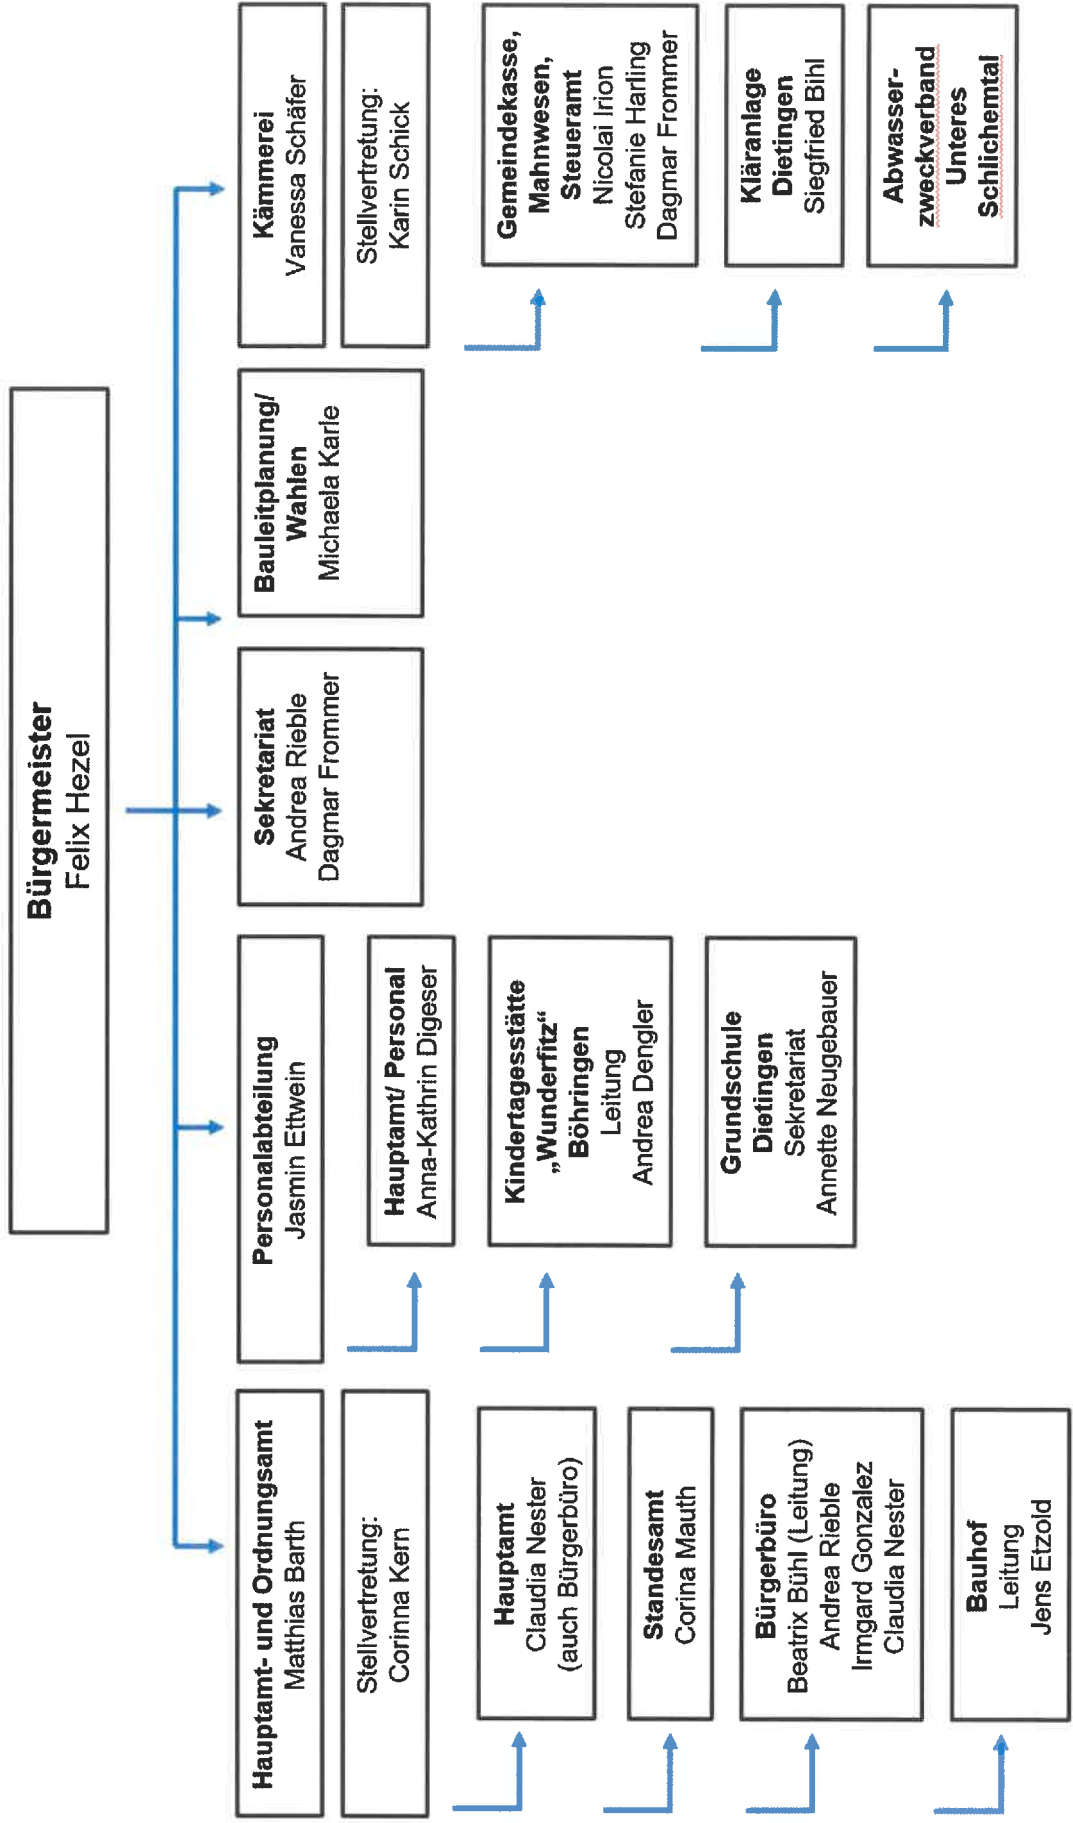 Bürgermeister
Felix Hezel
Hauptamt- und Ordnungsamt
Matthias Barth
Stellvertretung:
Corinna Kern
Hauptamt
Claudia Nester
(auch Bürgerbüro)
Standesamt
Corina Mauth
Bürgerbüro
Beatrix Bühl (Leitung)
Andrea Rieble
Irmgard Gonzalez
Claudia Nester
Bauhof
Leitung
Jens Etzold
Personalabteilung
Jasmin Ettwein
Hauptamt/ Personal
Anna-Kathrin Digeser
Kindertagesstätte
„Wunderfitz“
Böhringen
Leitung
Andrea Dengler
Grundschule
Dietingen
Sekretariat
Annette Neugebauer
Sekretariat
Andrea Rieble
Dagmar Frommer
Bauleitplanung/
Wahlen
Michaela Karle
Kämmerei
Vanessa Schäfer
Stellvertretung:
Karin Schick
Gemeindekasse,
Mahnwesen,
Steueramt
Nicolai Irion
Stefanie Harling
Dagmar Frommer
Kläranlage
Dietingen
Siegfried Bihl
Abwasser-
zweckverband
Unteres
Schlichemtal